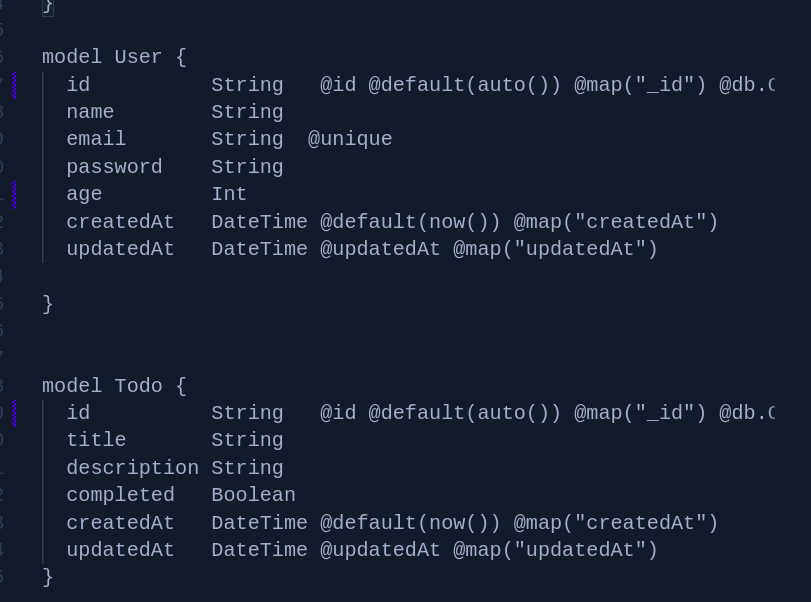 }
model User {
  id          String   @id @default(auto()) @map("_id") @db.
  name        String
  email       String  @unique
  password    String
  age         Int
  createdAt   DateTime @default(now()) @map("createdAt")
  updatedAt   DateTime @updatedAt @map("updatedAt")
}
model Todo {
  id          String   @id @default(auto()) @map("_id") @db.
  title       String
  description String
  completed   Boolean
  createdAt   DateTime @default(now()) @map("createdAt")
  updatedAt   DateTime @updatedAt @map("updatedAt")
}